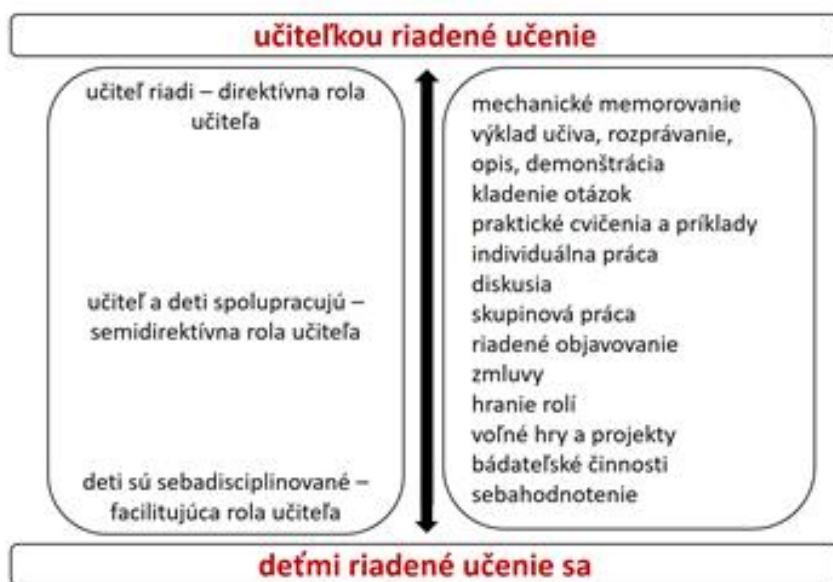 učiteľkou riadené učenie
učiteľ riadi – direktívna rola
učiteľa
učiteľ a deti spolupracujú –
semidirektívna rola učiteľa
deti sú sebadisciplinované –
facilitujúca rola učiteľa
mechanické memorovanie
výklad učiva, rozprávanie,
opis, demonštrácia
kladenie otázok
praktické cvičenia a príklady
individuálna práca
diskusia
skupinová práca
riadené objavovanie
zmluvy
hranie rolí
voľné hry a projekty
bádateľské činnosti
sebahodnotenie
deťmi riadené učenie sa